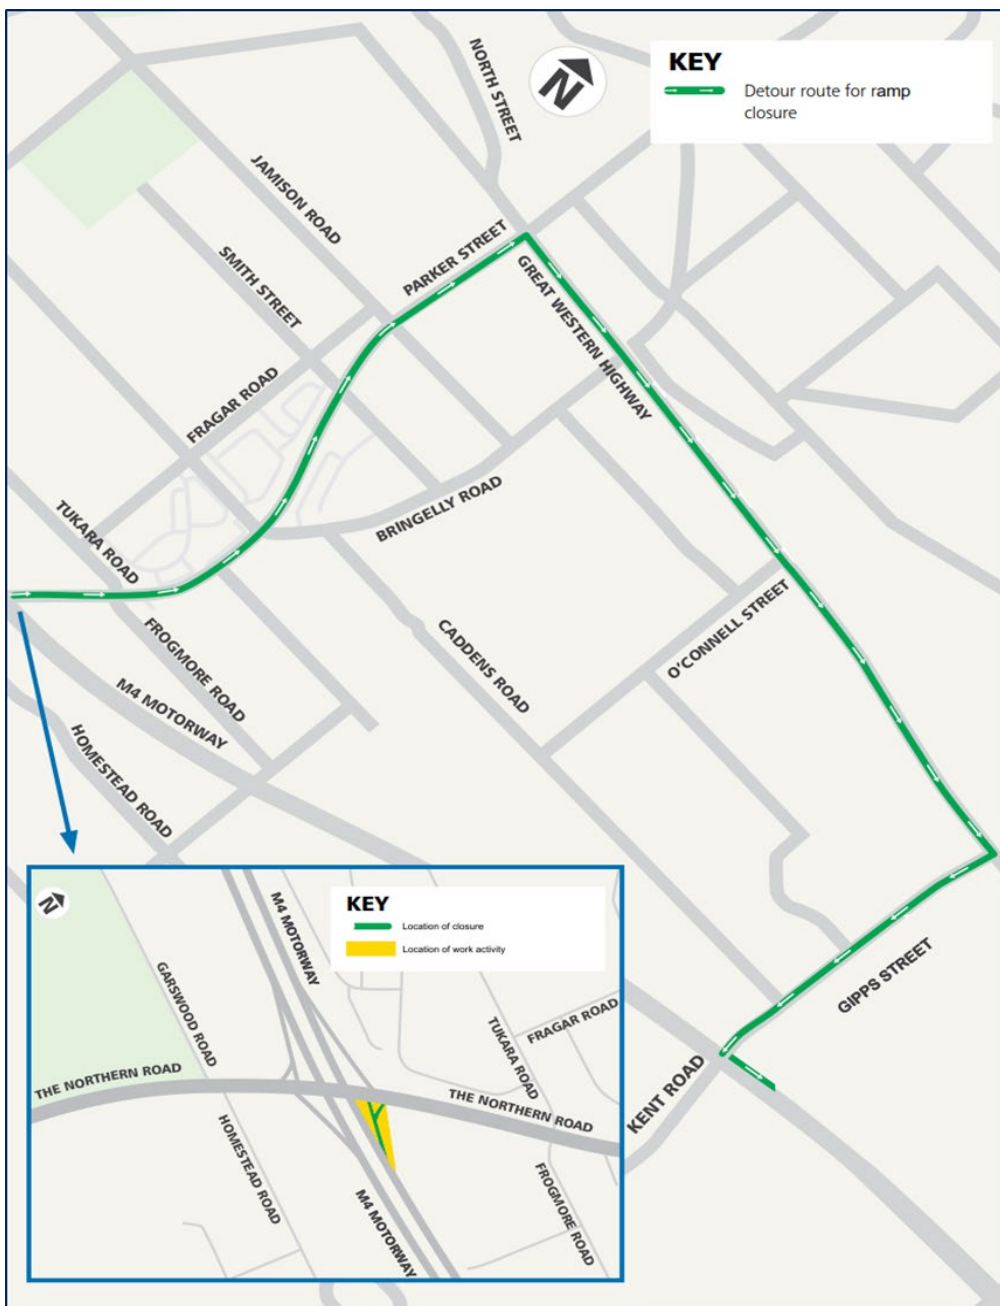 NORTH STREET
N
KEY
Detour route for ramp
closure
JAMISON ROAD
PARKER STREET
SMITH STREET
GREAT WESTERN HIGHWAY
FRAGAR ROAD
BRINGELLY ROAD
TUKARA ROAD
O'CONNELL STREET
FROGMORE ROAD
CADDENS ROAD
M4 MOTORWAY
HOMESTEAD ROAD
GIPPS STREET
KENT ROAD
N
M4 MOTORWAY
KEY
Location of closure
Location of work activity
GARSWOOD ROAD
FRAGAR ROAD
TUKARA ROAD
THE NORTHERN ROAD
THE NORTHERN ROAD
HOMESTEAD ROAD
M4 MOTORWAY
FROGMORE ROAD